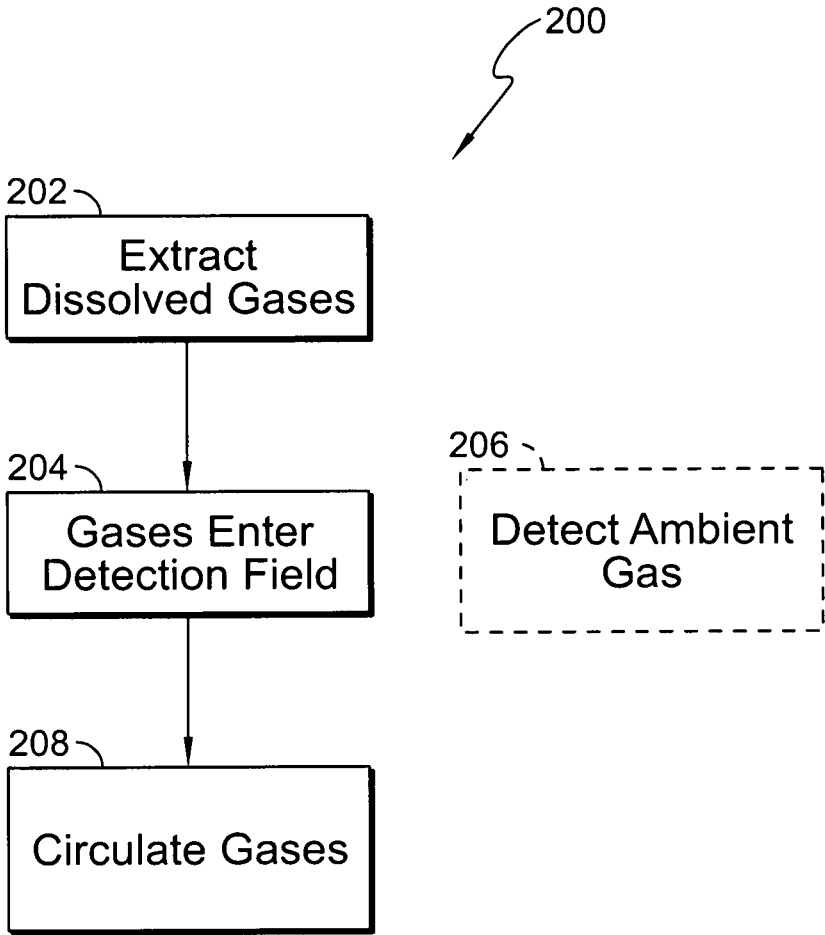 200
202
Extract
Dissolved Gases
204
Gases Enter
Detection Field
206
Detect Ambient
Gas
208
Circulate Gases